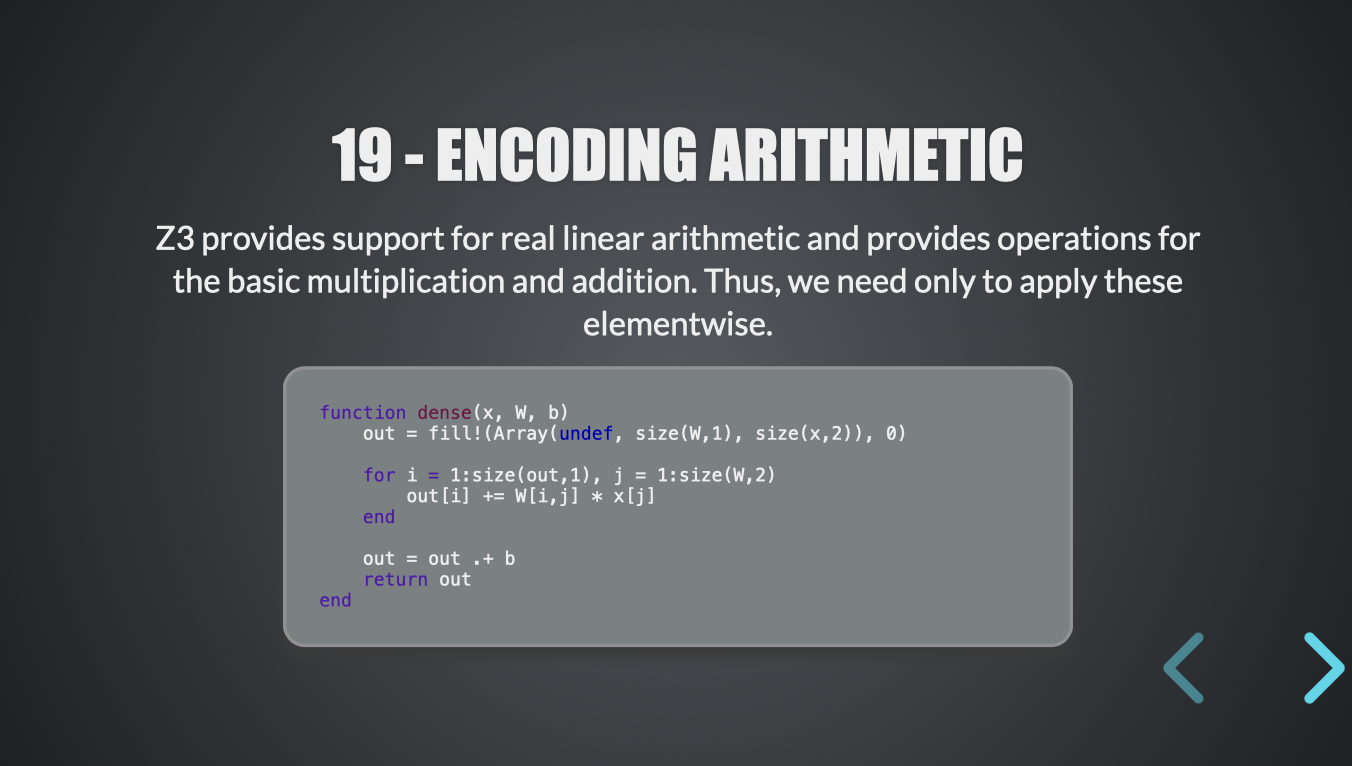 19 - ENCODING ARITHMETIC
Z3 provides support for real linear arithmetic and provides operations for
the basic multiplication and addition. Thus, we need only to apply these
elementwise.
function dense(x, W, b)
    out = fill!(Array(undef, size(W,1), size(x,2)), 0)
    for i = 1:size(out,1), j = 1:size(W,2)
        out[i] += W[i,j] * x[j]
    end
    out = out .+ b
    return out
end